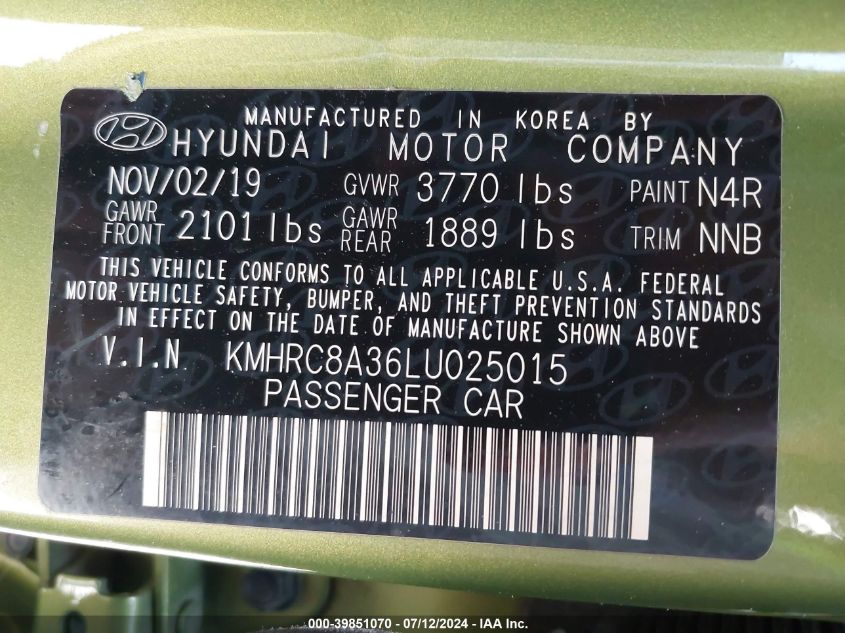 MANUFACTURED IN KOREA BY
HYUNDAI MOTOR COMPANY
NOV/02/19 GVWR 3770 lbs PAINT N4R
GAWR FRONT 2101 lbs GAWR REAR 1889 lbs TRIM NNB
THIS VEHICLE CONFORMS TO ALL APPLICABLE U.S.A. FEDERAL
MOTOR VEHICLE SAFETY, BUMPER, AND THEFT PREVENTION STANDARDS
IN EFFECT ON THE DATE OF MANUFACTURE SHOWN ABOVE
V.I.N KMHRC8A36LU025015
PASSENGER CAR
000-39851070 - 07/12/2024 - IAA Inc.